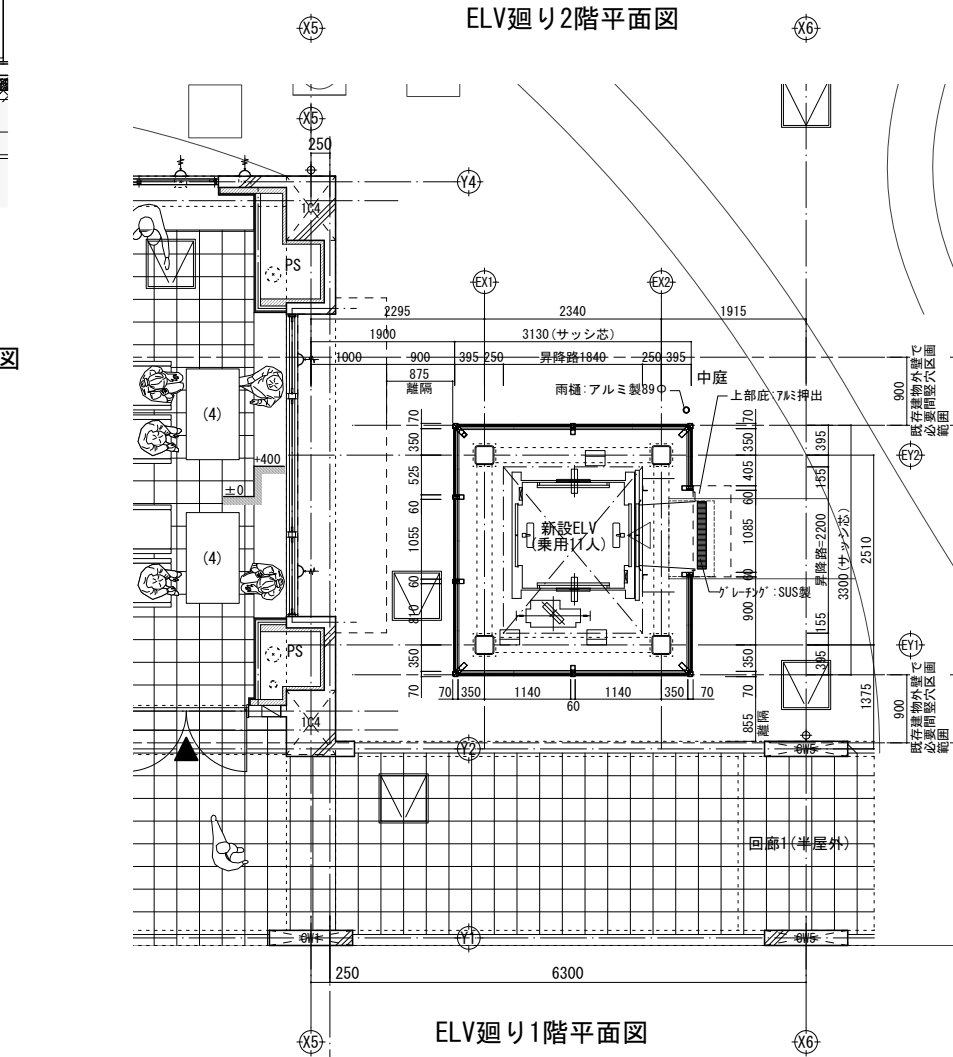 ELV廻り2階平面図
X5
X6
X5
250
Y4
1C4
PS
EX1
EX2
2295
2340
1915
1900
3130(サッシ芯)
1000
900
395
250
昇降路1840
250
395
875
離隔
雨樋:アルミ製89○
中庭
上部庇:アルミ押出
図
900
既存建物外壁で
必要間竪穴区画
範囲
(4)
+400
±0
(4)
70
350
525
60
1055
60
810
350
70
新設ELV
(乗用11人)
70
350
405
60
1085
60
900
350
70
855
離隔
395
155
昇降路=2200
3300(サッシ芯)
2510
155
395
1375
EY2
EY1
グレーチング:SUS製
900
既存建物外壁で
必要間竪穴区画
範囲
PS
1C4
70
350
1140
1140
350
70
60
Y2
CW5
回廊1(半屋外)
Y1
CW5
250
6300
ELV廻り1階平面図
X5
X6